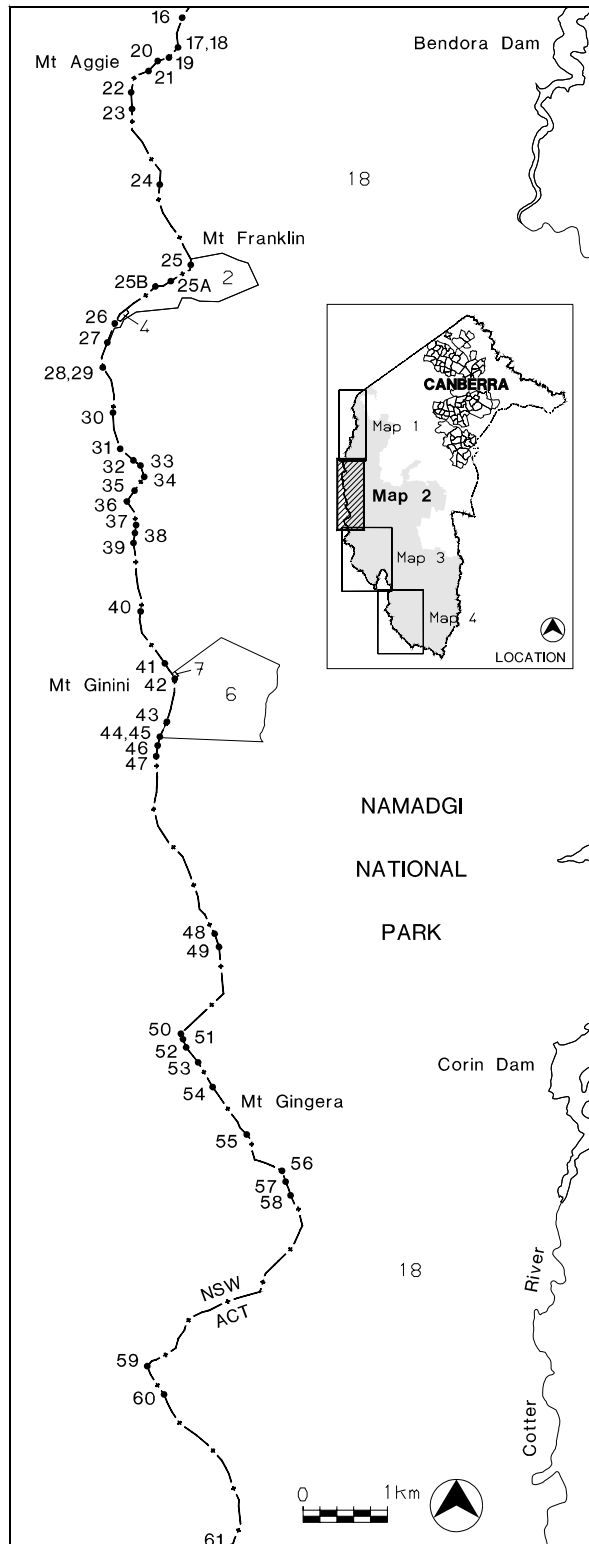 16
Bendora Dam
17,18
20
19
Mt Aggie
21
22
23
24
18
Mt Franklin
25
2
25B
25A
26
4
27
28,29
CANBERRA
30
Map 1
31
32
33
34
35
Map 2
36
37
38
39
Map 3
40
Map 4
LOCATION
41
7
42
Mt Ginini
6
43
44,45
46
47
NAMADGI
NATIONAL
PARK
48
49
50
51
52
53
Corin Dam
54
Mt Gingera
55
56
57
58
18
River
NSW
ACT
59
60
Cotter
0 1km
61